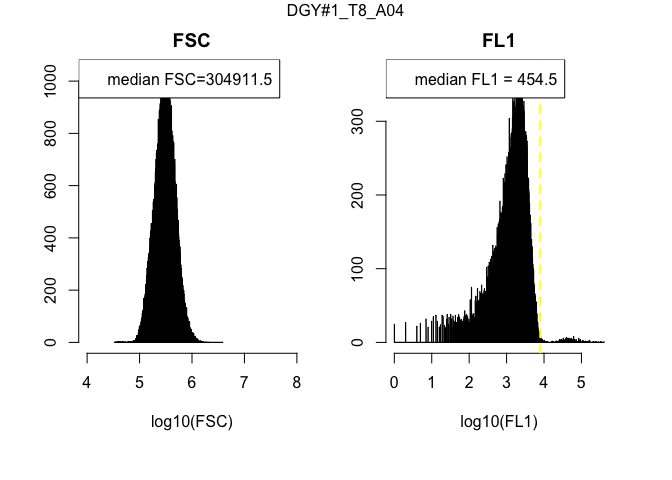 DGY#1_T8_A04
FSC
FL1
median FSC=304911.5
median FL1 = 454.5
1000
800
600
400
200
0
300
200
100
0
4 5 6 7 8
0 1 2 3 4 5
log10(FSC)
log10(FL1)